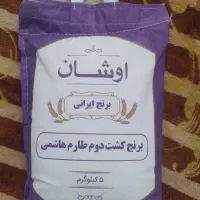 اوشان
برنج ایرانی
برنج کشت دوم طارم هاشمی
۵ کیلوگرم